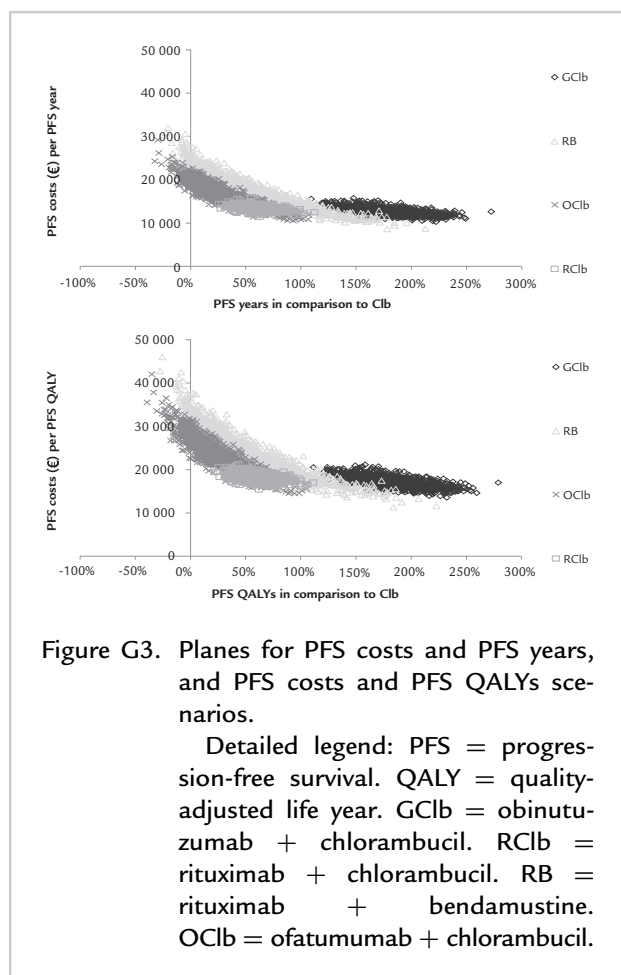 50 000
40 000
30 000
20 000
10 000
0
-100% -50% 0% 50% 100% 150% 200% 250% 300%
PFS costs (€) per PFS year
PFS years in comparison to Clb
GClb
RB
OClb
RClb
50 000
40 000
30 000
20 000
10 000
0
-100% -50% 0% 50% 100% 150% 200% 250% 300%
PFS costs (€) per PFS QALY
PFS QALYs in comparison to Clb
GClb
RB
OClb
RClb
Figure G3. Planes for PFS costs and PFS years,
and PFS costs and PFS QALYs sce-
narios.
Detailed legend: PFS = progres-
sion-free survival. QALY = quality-
adjusted life year. GClb = obinutu-
zumab + chlorambucil. RClb =
rituximab + chlorambucil. RB =
rituximab + bendamustine.
OClb = ofatumumab + chlorambucil.